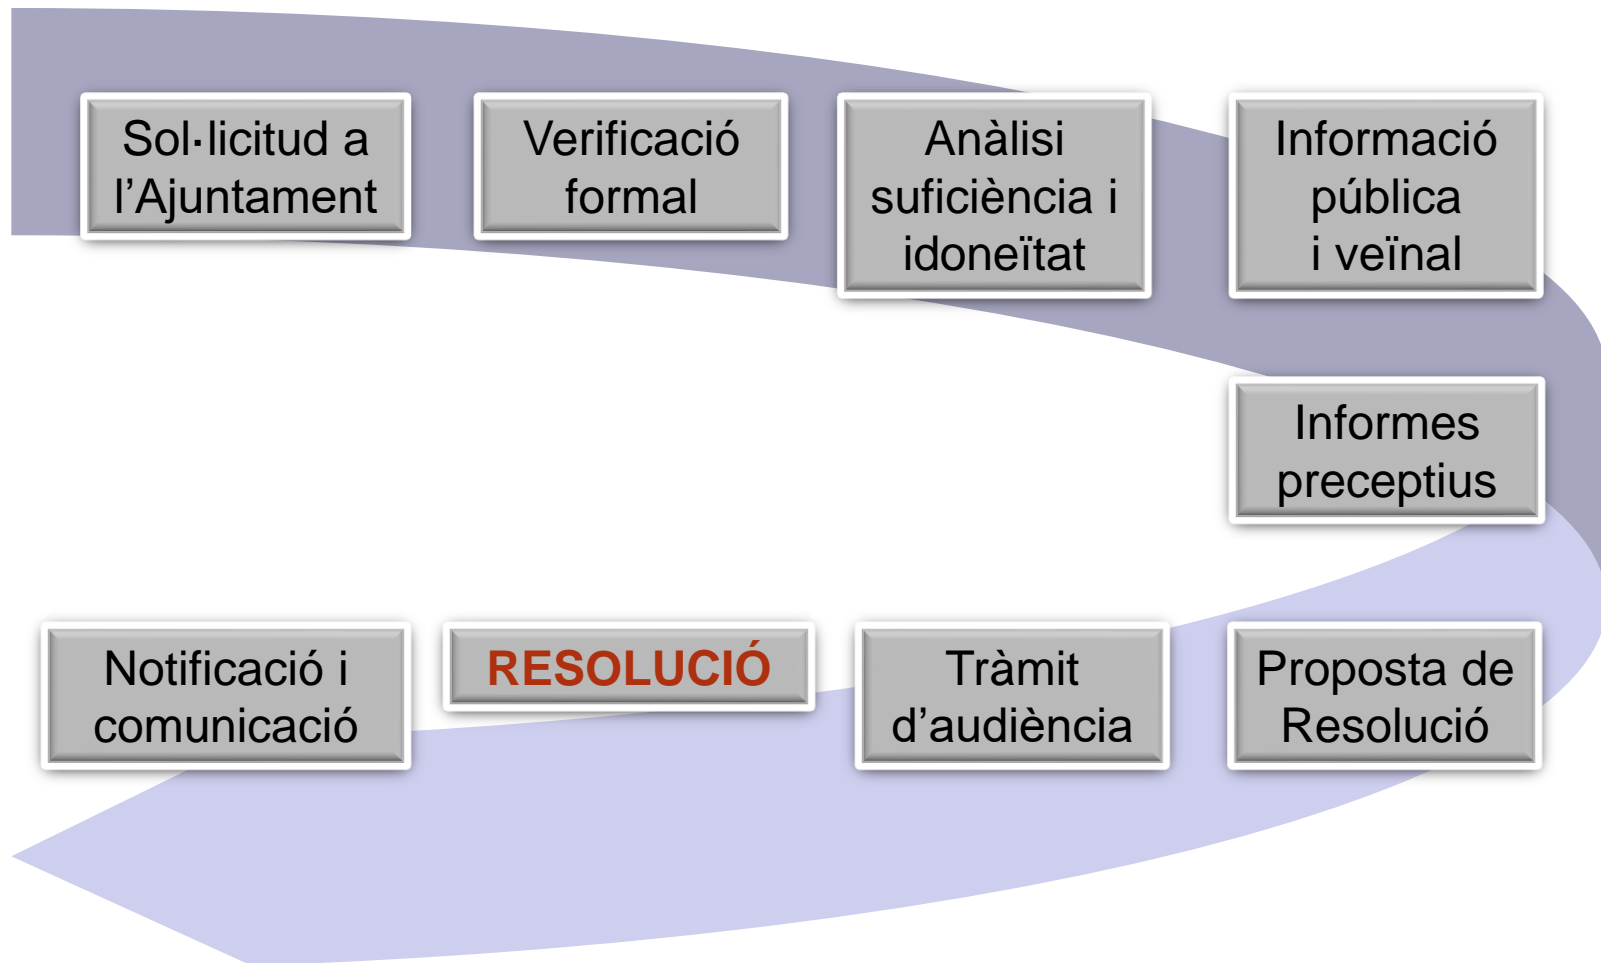 Sol·licitud a
l’Ajuntament
Verificació
formal
Anàlisi
suficiència i
idoneïtat
Informació
pública
i veïnal
Informes
preceptius
Proposta de
Resolució
Tràmit
d’audiència
RESOLUCIÓ
Notificació i
comunicació